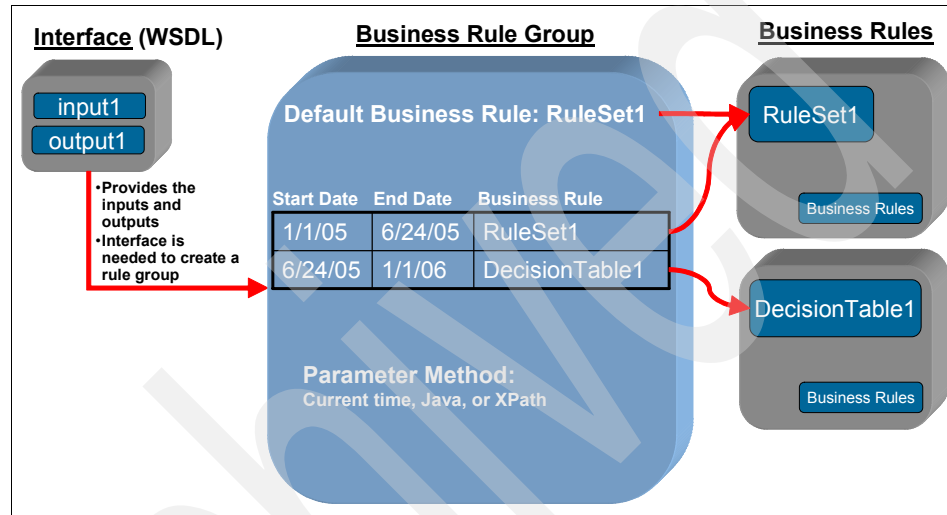 Interface (WSDL)
input1
output1
•Provides the
inputs and
outputs
•Interface is
needed to create a
rule group
Business Rule Group
Default Business Rule: RuleSet1
Start Date End Date Business Rule
1/1/05 6/24/05 RuleSet1
6/24/05 1/1/06 DecisionTable1
Parameter Method:
Current time, Java, or XPath
Business Rules
RuleSet1
Business Rules
DecisionTable1
Business Rules